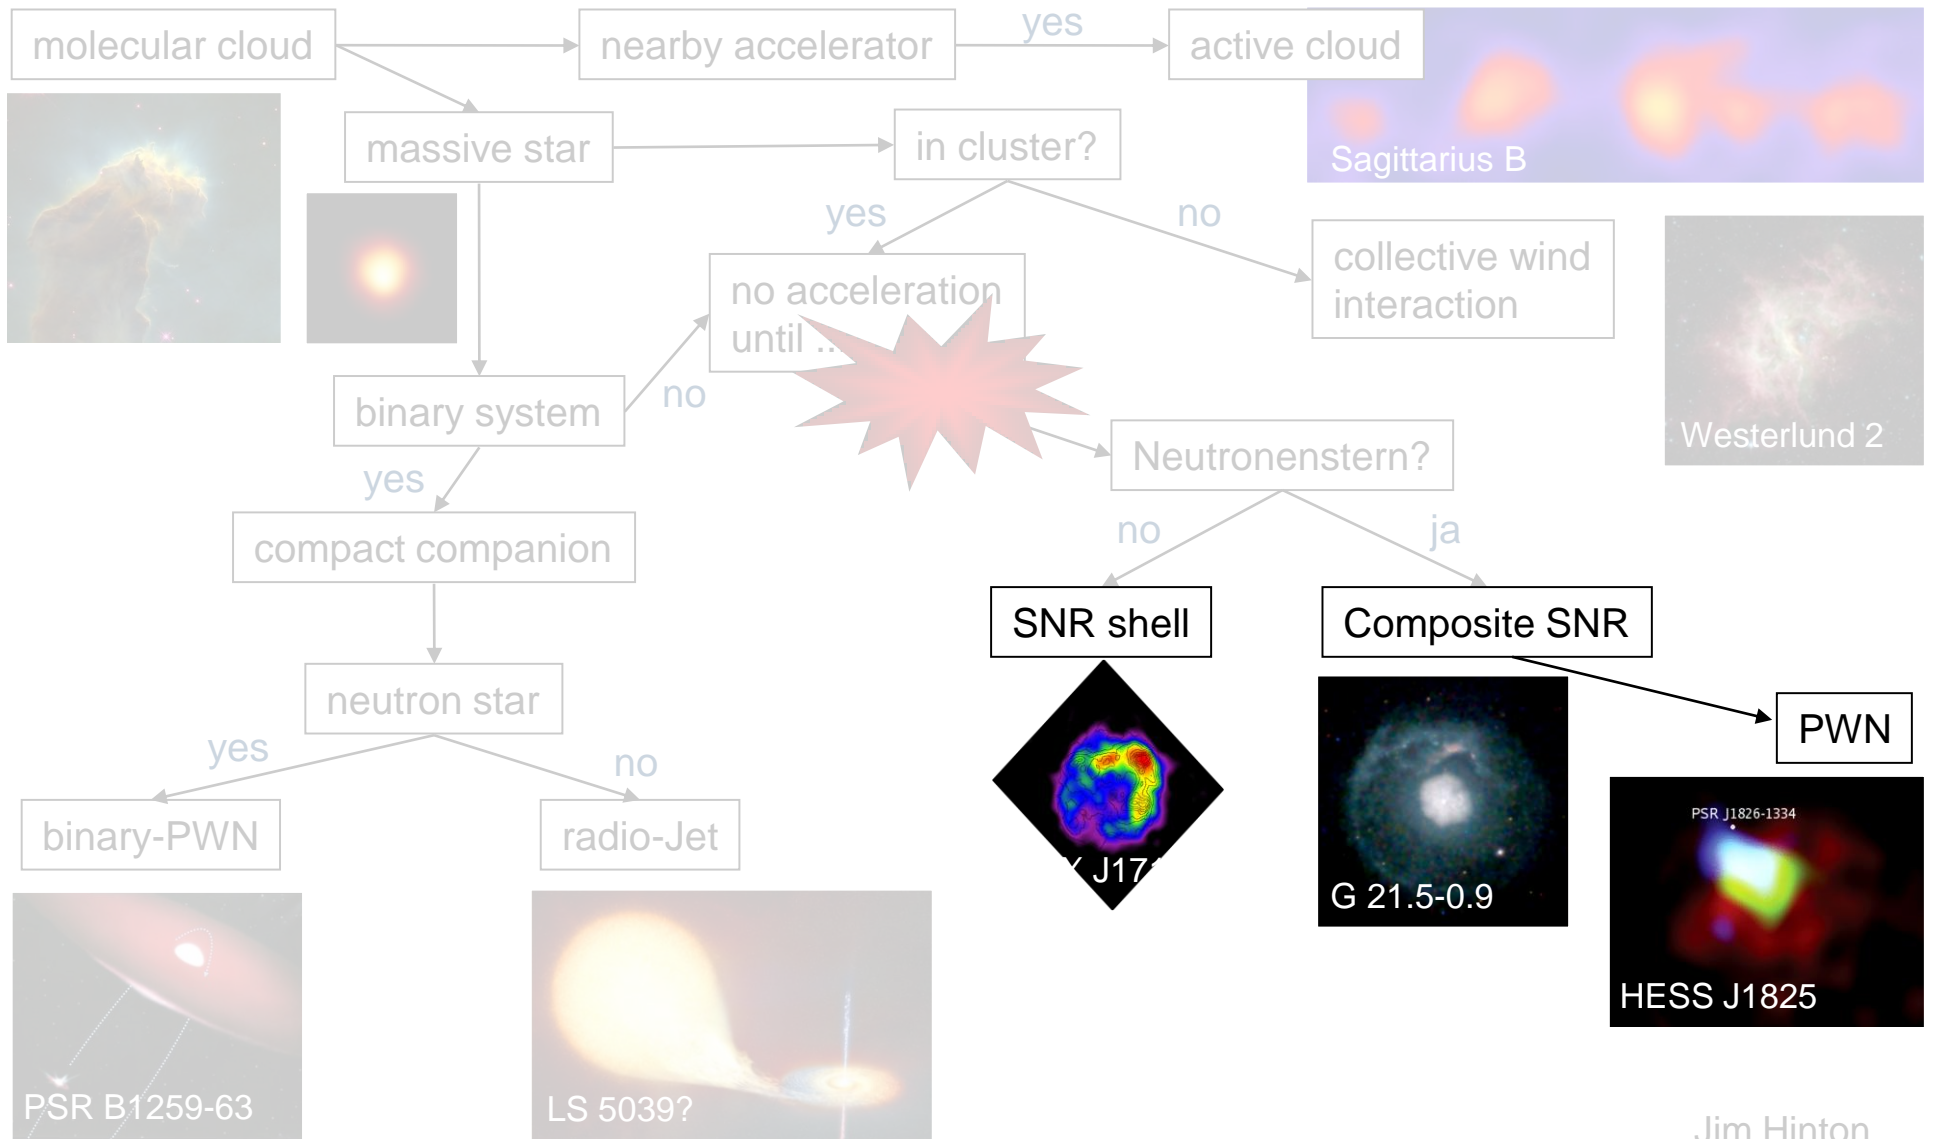 molecular cloud
nearby accelerator
yes
active cloud
massive star
in cluster?
Sagittarius B
yes
no
no acceleration
until ...
collective wind
interaction
binary system
no
Westerlund 2
Neutronenstern?
yes
no
ja
compact companion
SNR shell
Composite SNR
neutron star
PWN
yes
no
binary-PWN
radio-Jet
PSR J1826-1334
J17
G 21.5-0.9
HESS J1825
PSR B1259-63
LS 5039?
Jim Hinton